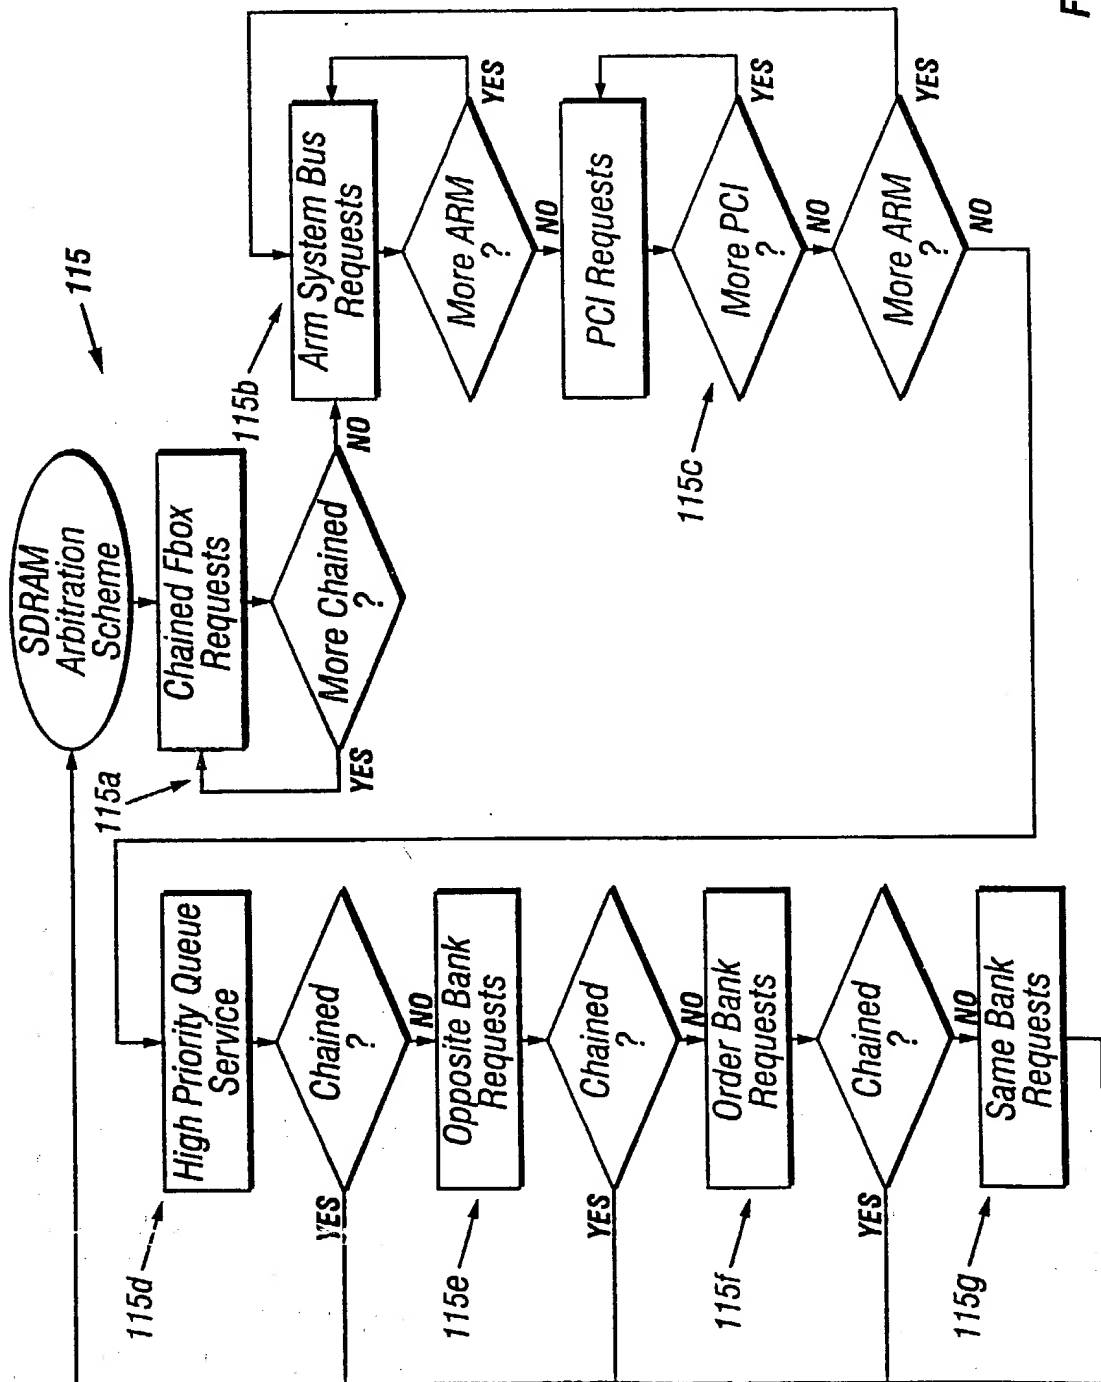 SDRAM
Arbitration
Scheme
115
Chained Fbox
Requests
115a
More Chained
?
YES
NO
115b
Arm System Bus
Requests
More ARM
?
YES
NO
PCI Requests
115c
More PCI
?
YES
NO
More ARM
?
YES
NO
115d
High Priority Queue
Service
Chained
?
YES
NO
115e
Opposite Bank
Requests
Chained
?
YES
NO
115f
Order Bank
Requests
Chained
?
YES
NO
115g
Same Bank
Requests
F